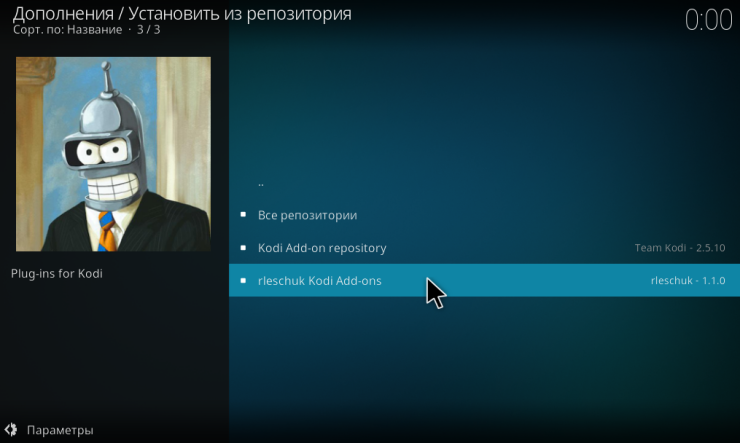 Дополнения / Установить из репозитория
Сорт. по: Название · 3 / 3
0:00
..
Все репозитории
Kodi Add-on repository
Team Kodi - 2.5.10
rleschuk Kodi Add-ons
rleschuk - 1.1.0
Plug-ins for Kodi
Параметры